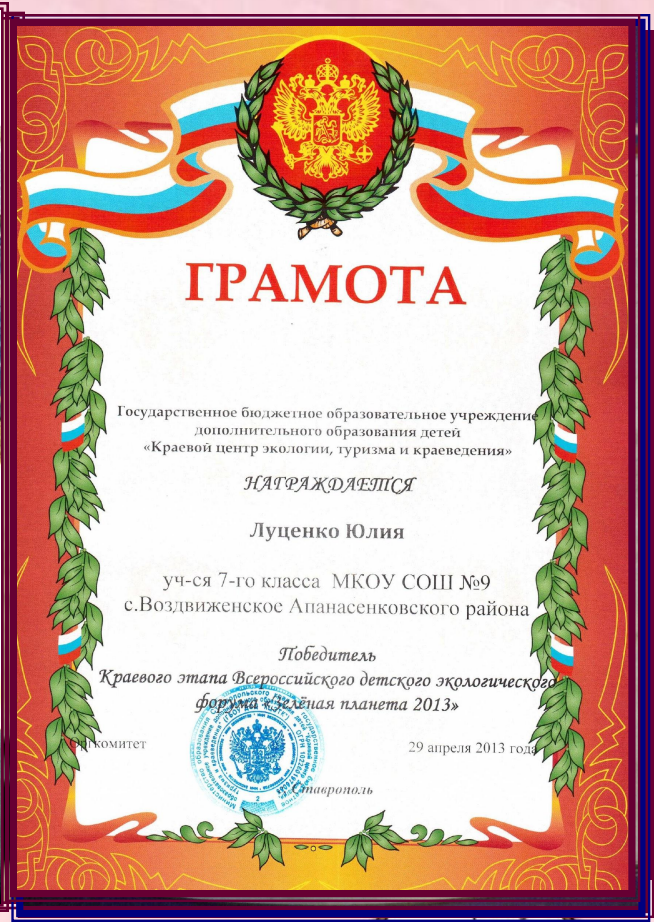 ГРАМОТА
Государственное бюджетное образовательное учреждение
дополнительного образования детей
«Краевой центр экологии, туризма и краеведения»
НАГРАЖДАЕТСЯ
Луценко Юлия
уч-ся 7-го класса МКОУ СОШ №9
с.Воздвиженское Апанасенковского района
Победитель
Краевого этапа Всероссийского детского экологического
форума «Зелёная планета 2013»
Оргкомитет
29 апреля 2013 года
Ставрополь